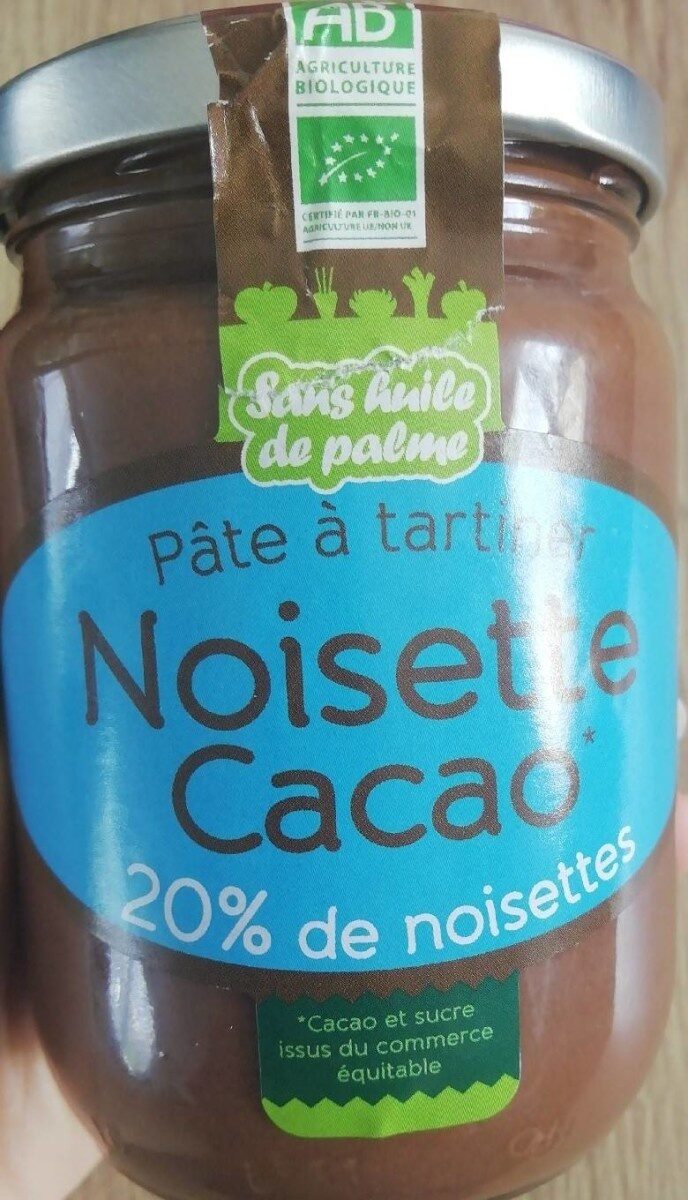 AB
AGRICULTURE
BIOLOGIQUE
CERTIFIÉ PAR FR-BIO-01
AGRICULTURE UE/NON UE
Sans huile
de palme
Pâte à tartiner
Noisette
Cacao*
20% de noisettes
*Cacao et sucre
issus du commerce
équitable